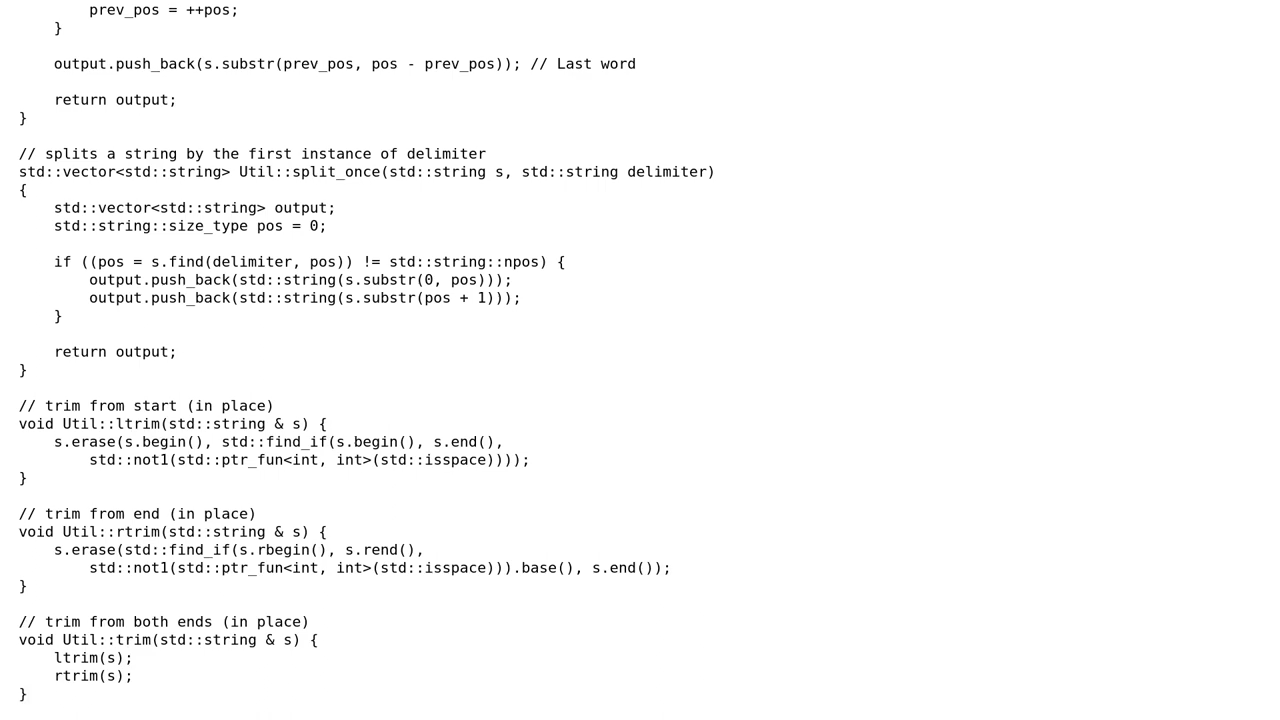 prev_pos = ++pos;
    }

    output.push_back(s.substr(prev_pos, pos - prev_pos)); // Last word

    return output;
}

// splits a string by the first instance of delimiter
std::vector<std::string> Util::split_once(std::string s, std::string delimiter)
{
    std::vector<std::string> output;
    std::string::size_type pos = 0;

    if ((pos = s.find(delimiter, pos)) != std::string::npos) {
        output.push_back(std::string(s.substr(0, pos)));
        output.push_back(std::string(s.substr(pos + 1)));
    }

    return output;
}

// trim from start (in place)
void Util::ltrim(std::string & s) {
    s.erase(s.begin(), std::find_if(s.begin(), s.end(),
        std::not1(std::ptr_fun<int, int>(std::isspace))));
}

// trim from end (in place)
void Util::rtrim(std::string & s) {
    s.erase(std::find_if(s.rbegin(), s.rend(),
        std::not1(std::ptr_fun<int, int>(std::isspace))).base(), s.end());
}

// trim from both ends (in place)
void Util::trim(std::string & s) {
    ltrim(s);
    rtrim(s);
}